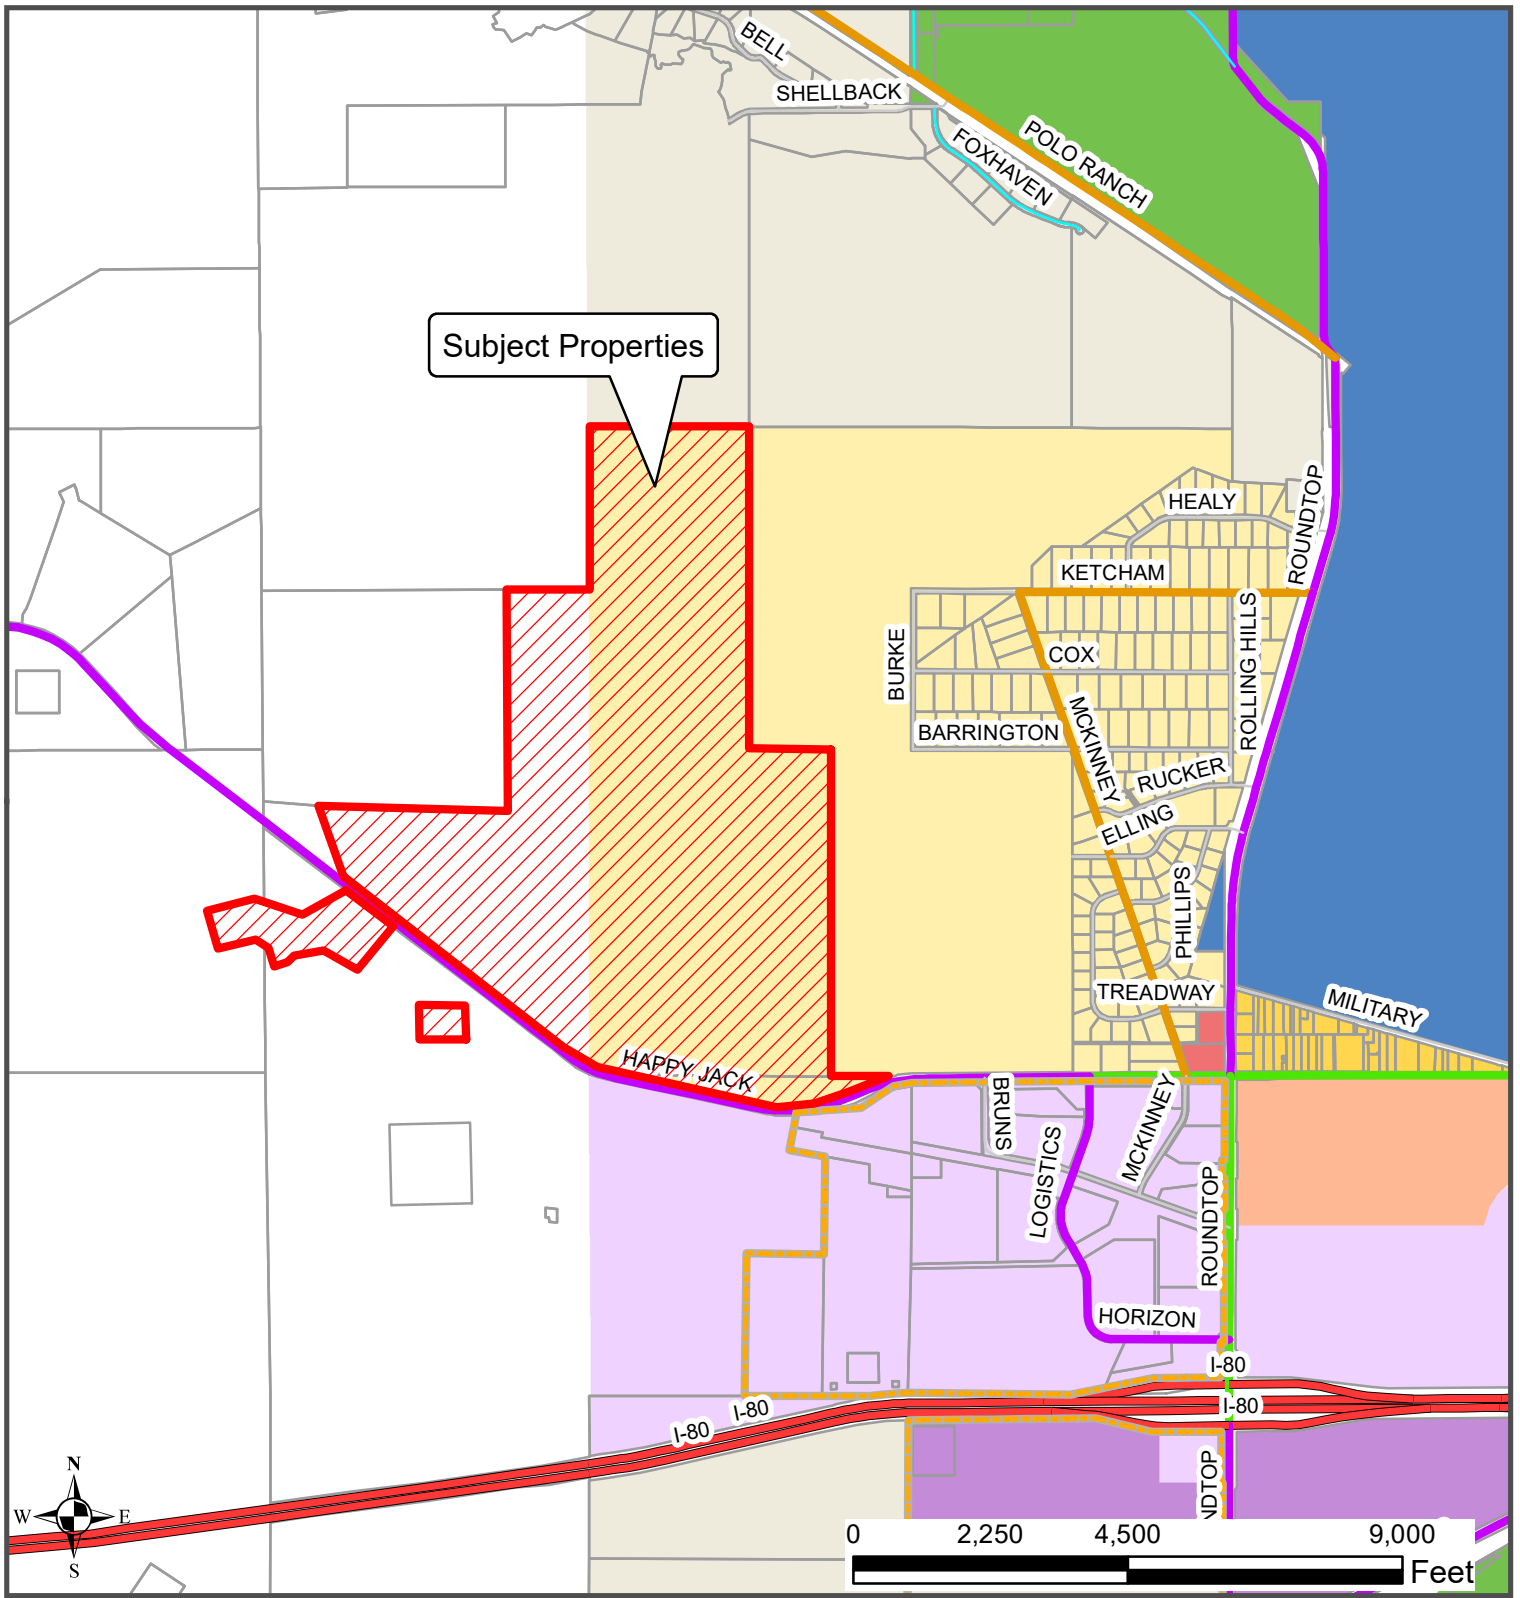 BELL
SHELLBACK
FOXHAVEN
POLO RANCH
Subject Properties
HEALY
ROUNDTOP
KETCHAM
BURKE
COX
ROLLING HILLS
MCKINNEY
BARRINGTON
RUCKER
ELLING
PHILLIPS
TREADWAY
MILITARY
HAPPY JACK
BRUNS
MCKINNEY
LOGISTICS
ROUNDTOP
HORIZON
I-80
I-80
I-80
I-80
NDTOP
N
W E
S
0 2,250 4,500 9,000
Feet